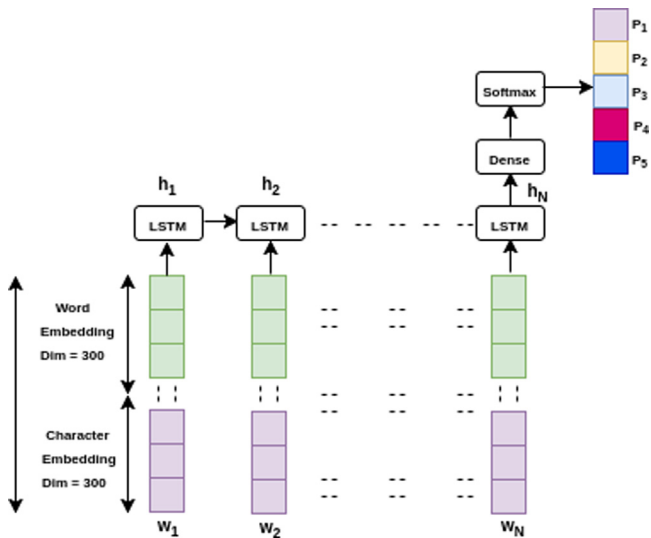 P1
P2
Softmax
P3
P4
Dense
P5
h1
h2
hN
LSTM
LSTM
LSTM
Word
Embedding
Dim = 300
Character
Embedding
Dim = 300
w1
w2
wN